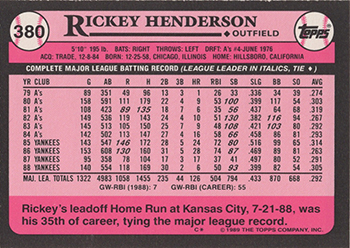 380
RICKEY HENDERSON
◆ OUTFIELD
Topps
5'10" 195 lb. BATS: RIGHT THROWS: LEFT DRIFT: A's #4-JUNE 1976
ACQ: TRADE, 12-8-84 BORN: 12-25-58, CHICAGO, ILLINOIS HOME: HILLSBORO, CALIFORNIA
COMPLETE MAJOR LEAGUE BATTING RECORD (LEAGUE LEADER IN ITALICS, TIE ◆)
YR CLUB G AB R H 2B 3B HR RBI SB SLG BB SO AVG
79 A's 89 351 49 96 13 3 1 26 33 .336 34 39 .274
80 A's 158 591 111 179 22 4 9 53 100 .399 117 54 .303
81 A's 108 423 89 135 18 7 6 35 56 .437 64 68 .319
82 A's 149 536 119 143 24 4 10 51 130 .382 116 94 .267
83 A's 145 513 105 150 25 7 9 48 108 .421 103 80 .292
84 A's 142 502 113 147 27 4 16 58 66 .458 86 81 .293
85 YANKEES 143 547 146 172 28 5 24 72 80 .516 99 65 .314
86 YANKEES 153 608 130 160 31 5 28 74 87 .469 89 81 .263
87 YANKEES 95 358 78 104 17 3 17 37 41 .497 80 52 .291
88 YANKEES 140 554 118 169 30 2 6 50 93 .399 82 54 .305
MAJ. LEA. TOTALS 1322 4983 1058 1455 235 44 126 504 794 .439 870 668 .292
GW-RBI (1988): 7 GW-RBI (CAREER): 55
Rickey's leadoff Home Run at Kansas City, 7-21-88, was
his 35th of career, tying the major league record.
C# © 1989 THE TOPPS COMPANY, INC.